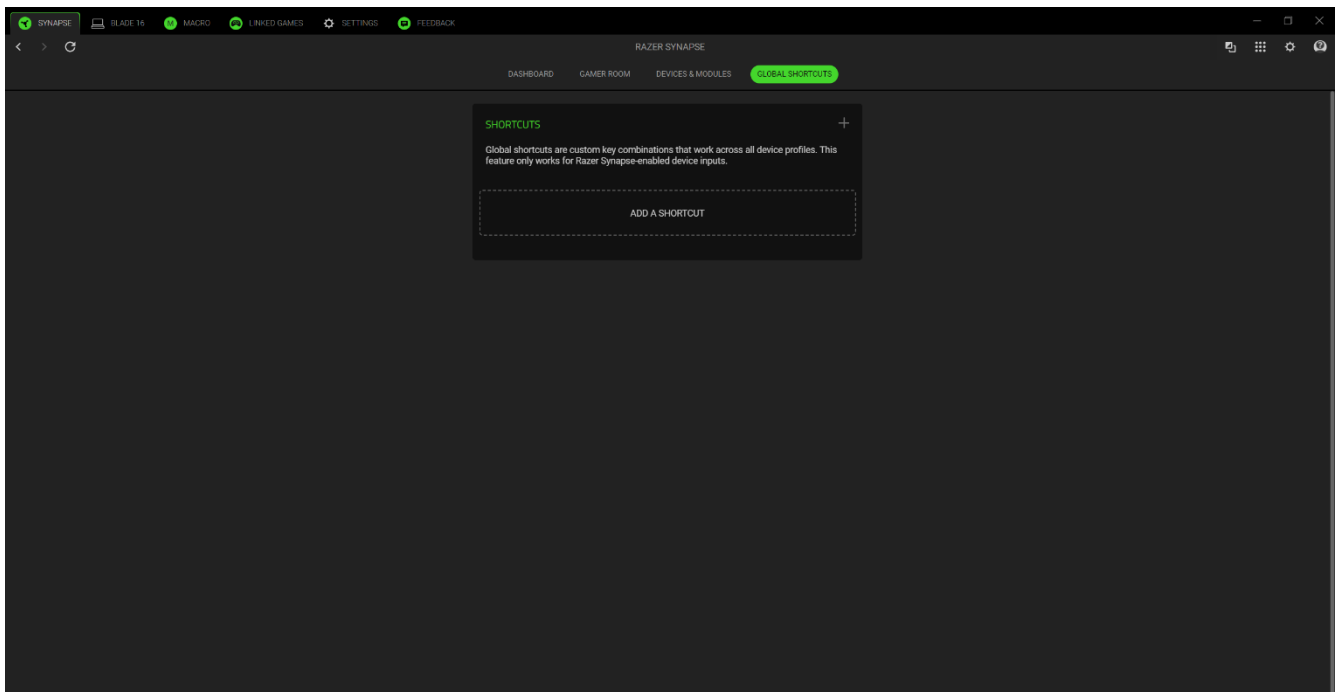 SYNAPSE BLADE 16 M MACRO LINKED GAMES SETTINGS FEEDBACK
RAZER SYNAPSE
DASHBOARD GAMER ROOM DEVICES & MODULES GLOBAL SHORTCUTS
SHORTCUTS
Global shortcuts are custom key combinations that work across all device profiles. This
feature only works for Razer Synapse-enabled device inputs.
ADD A SHORTCUT